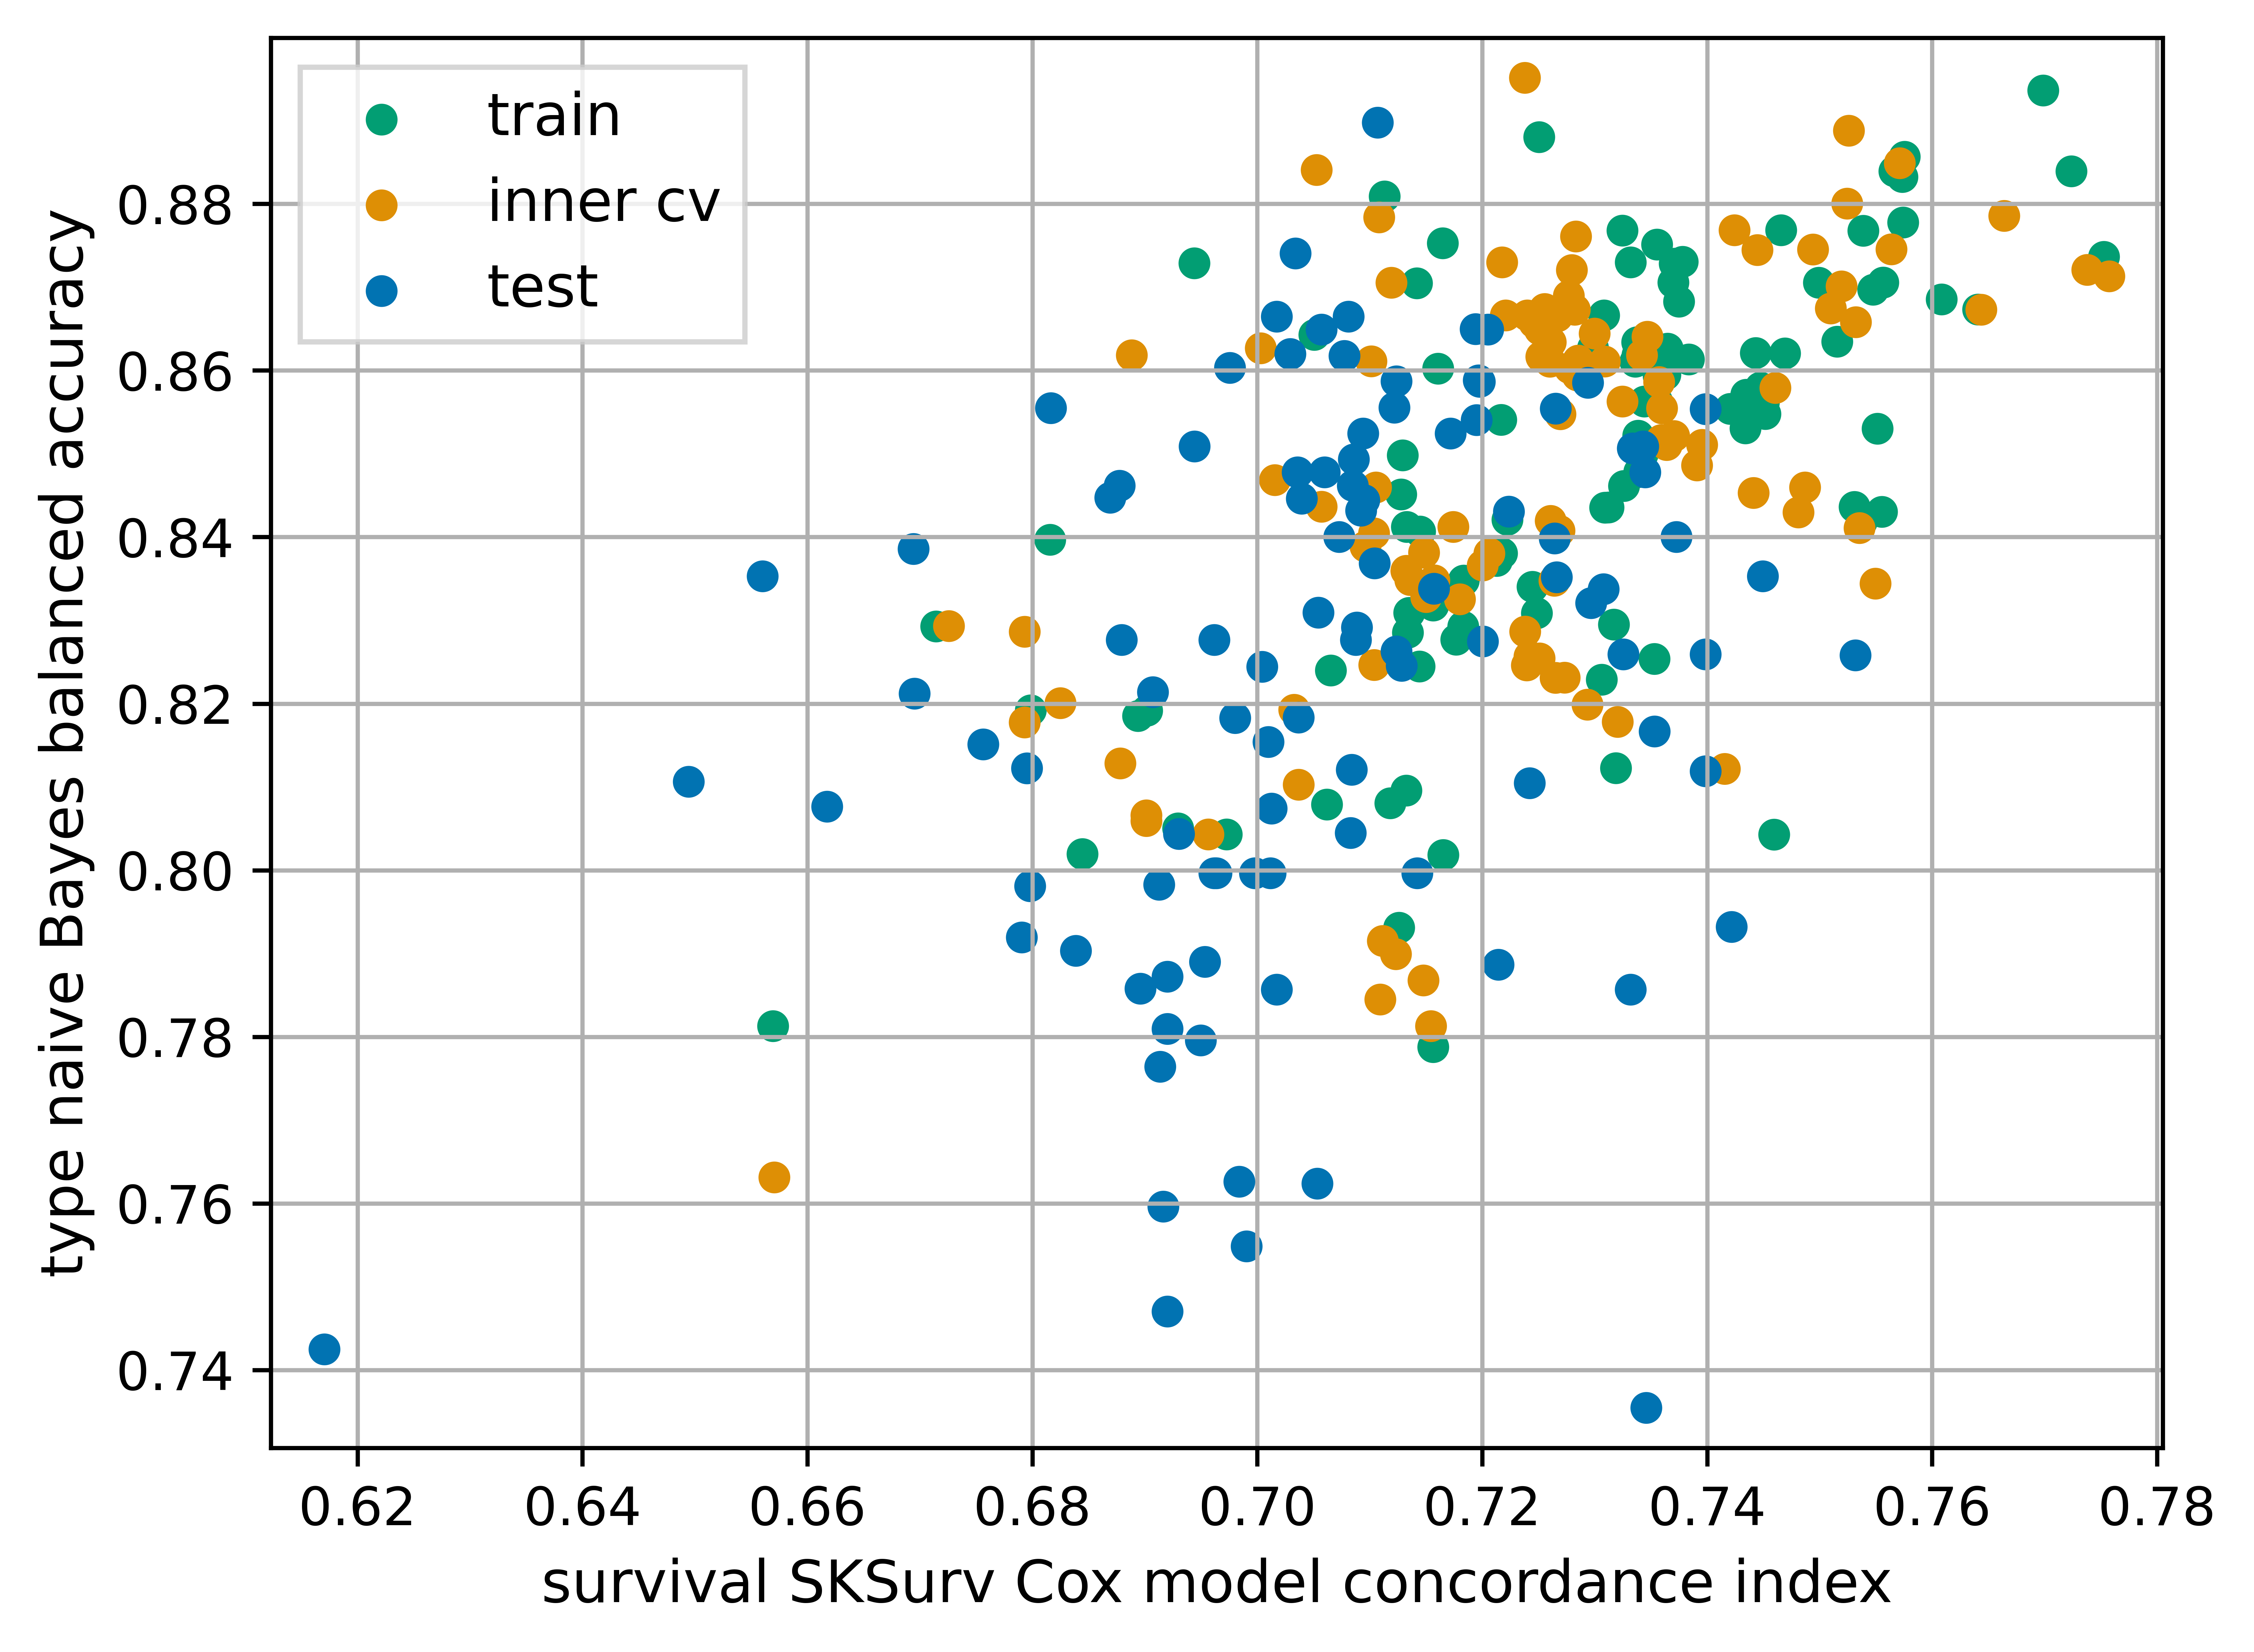 train
inner cv
test
0.88
0.86
0.84
0.82
0.80
0.78
0.76
0.74
type naive Bayes balanced accuracy
0.62 0.64 0.66 0.68 0.70 0.72 0.74 0.76 0.78
survival SKSurv Cox model concordance index